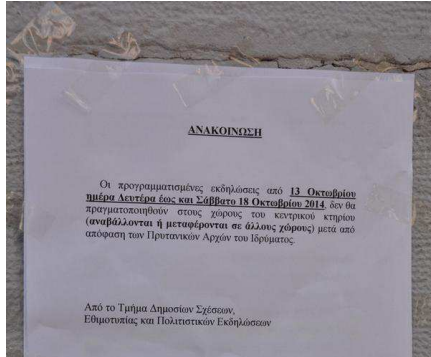 ΑΝΑΚΟΙΝΩΣΗ
Οι προγραμματισμένες εκδηλώσεις από 13 Οκτωβρίου
ημέρα Δευτέρα έως και Σάββατο 18 Οκτωβρίου 2014, δεν θα
πραγματοποιηθούν στους χώρους του κεντρικού κτηρίου
(αναβάλλονται ή μεταφέρονται σε άλλους χώρους) μετά από
απόφαση των Πρυτανικών Αρχών του Ιδρύματος.
Από το Τμήμα Δημοσίων Σχέσεων,
Εθιμοτυπίας και Πολιτιστικών Εκδηλώσεων